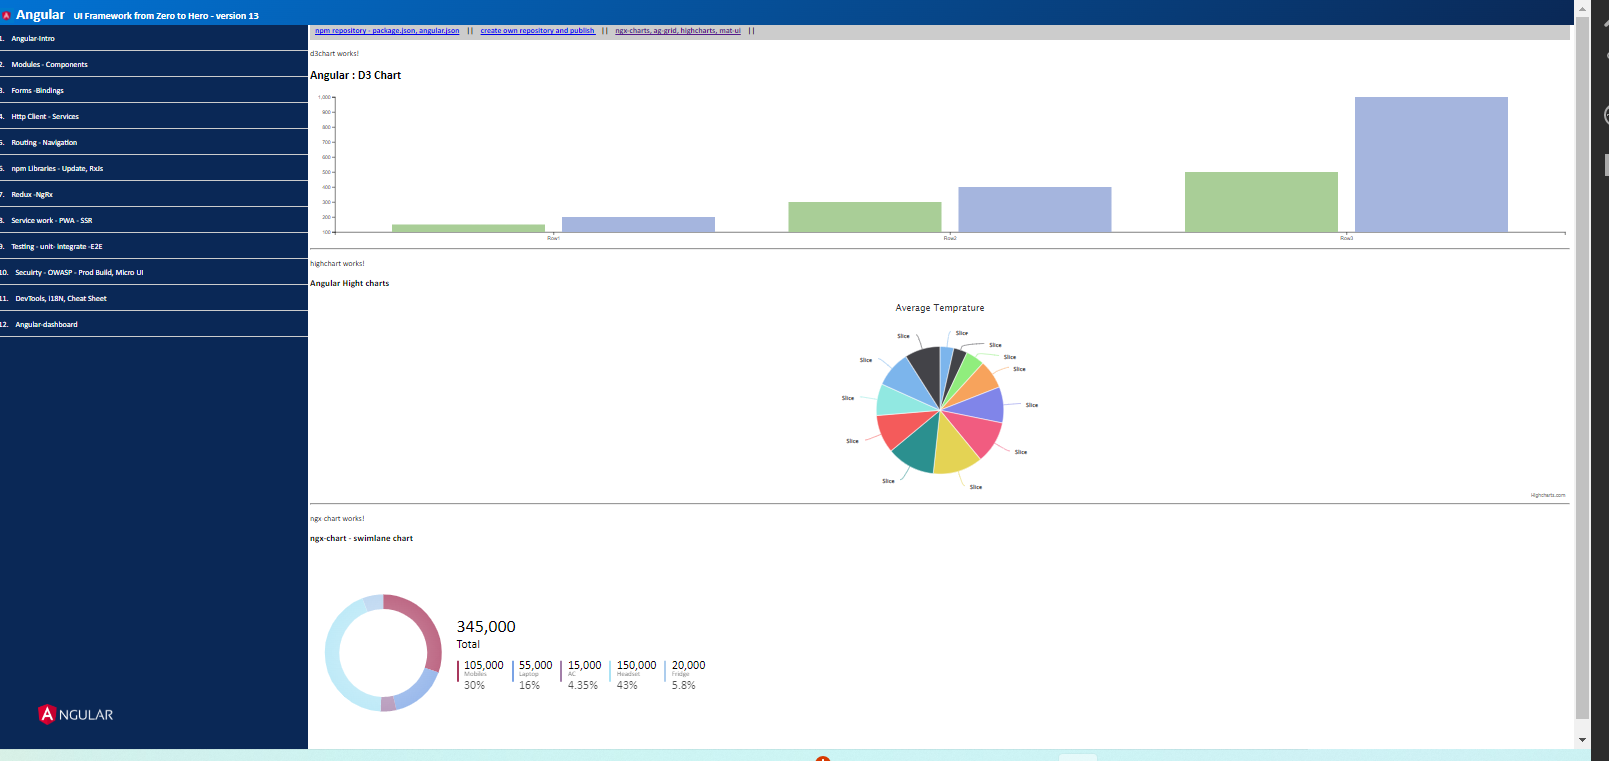 Angular UI Framework from Zero to Hero - version 13
1. Angular-Intro
2. Modules - Components
3. Forms -Bindings
4. Http Client - Services
5. Routing - Navigation
6. npm Libraries - Update, RxJs
7. Redux -NgRx
8. Service work - PWA - SSR
9. Testing - unit- integrate -E2E
10. Secuirty - OWASP - Prod Build, Micro UI
11. DevTools, I18N, Cheat Sheet
12. Angular-dashboard
NGULAR
npm repository - package.json, angular.json || create own repository and publish || ngx-charts, ag-grid, highcharts, mat-ui ||
d3chart works!
Angular : D3 Chart
1,000
900
800
700
600
500
400
300
200
100
Row1 Row2 Row3
highchart works!
Angular Hight charts
Average Temprature
Slice
Slice
Slice
Slice
Slice
Slice
Slice
Slice
Slice
Slice
Slice
Slice
Highcharts.com
ngx chart works!
ngx-chart - swimlane chart
345,000
Total
105,000 55,000 15,000 150,000 20,000
Mobiles Laptop AC Headset Fridge
30% 16% 4.35% 43% 5.8%